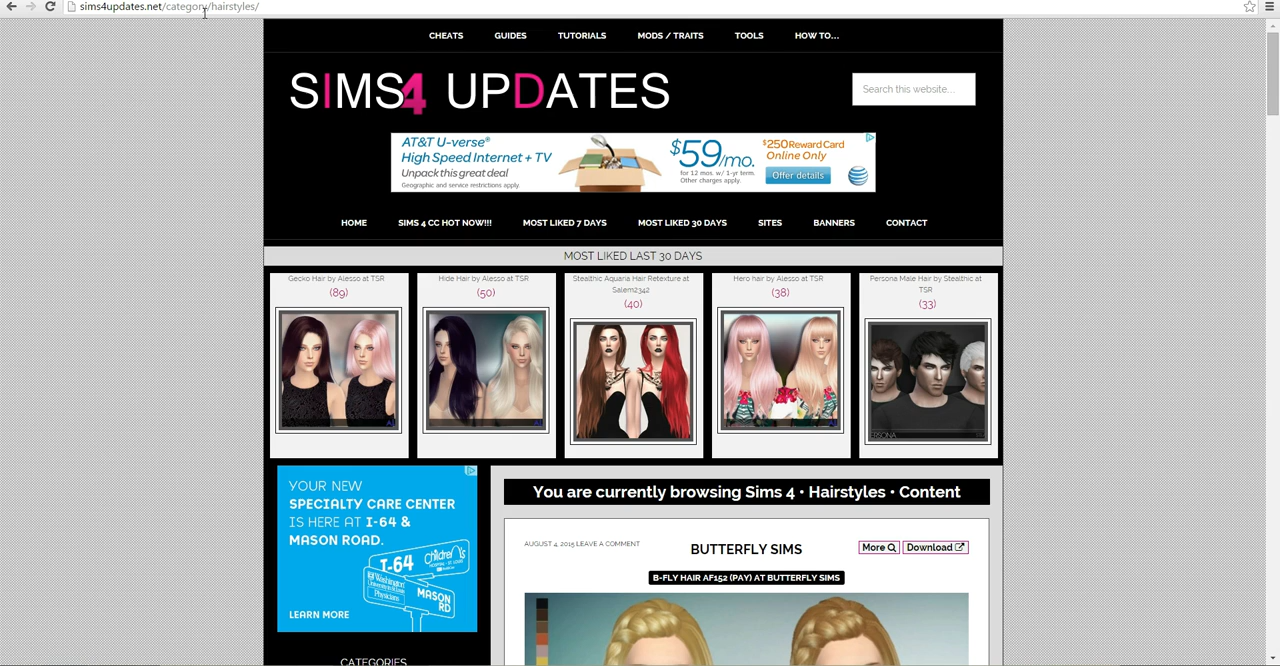 sims4updates.net/category/hairstyles/
CHEATS GUIDES TUTORIALS MODS / TRAITS TOOLS HOW TO...
SIMS4 UPDATES
Search this website...
AT&T U-verse®
High Speed Internet + TV
Unpack this great deal
Geographic and service restrictions apply.
$59/mo.
for 12 mos. w/ 1-yr term.
Other charges apply.
$250 Reward Card
Online Only
Offer details
HOME SIMS 4 CC HOT NOW!!! MOST LIKED 7 DAYS MOST LIKED 30 DAYS SITES BANNERS CONTACT
MOST LIKED LAST 30 DAYS
Gecko Hair by Alesso at TSR
(89)
Hide Hair by Alesso at TSR
(50)
Stealthic Aquaria Hair Retexture at
Salem2342
(40)
Hero hair by Alesso at TSR
(38)
Persona Male Hair by Stealthic at
TSR
(33)
YOUR NEW
SPECIALTY CARE CENTER
IS HERE AT I-64 &
MASON ROAD.
I-64
Children's
Washington
University in St. Louis
Physicians
MASON
RD
LEARN MORE
CATEGORIES
You are currently browsing Sims 4 • Hairstyles • Content
AUGUST 4, 2015 LEAVE A COMMENT
BUTTERFLY SIMS
More
Download
B-FLY HAIR AF152 (PAY) AT BUTTERFLY SIMS